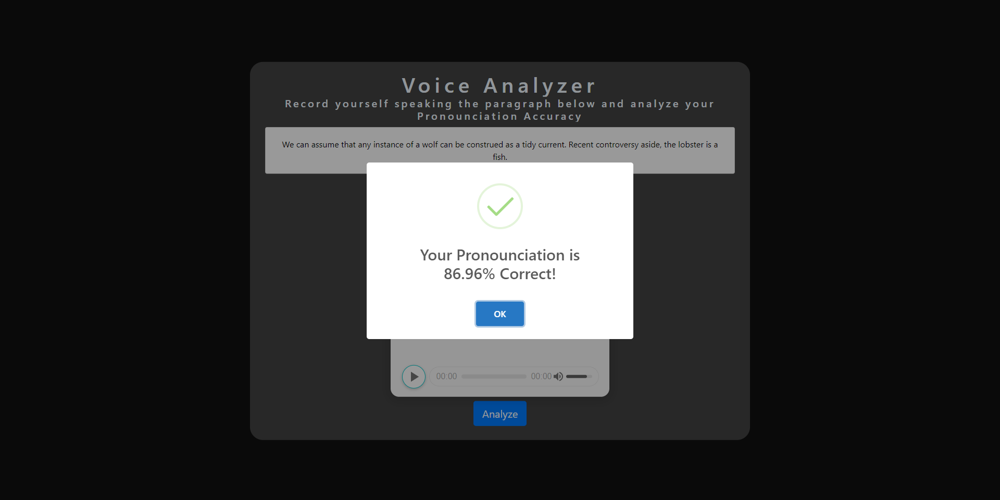 Voice Analyzer
Record yourself speaking the paragraph below and analyze your
Pronounciation Accuracy
We can assume that any instance of a wolf can be construed as a tidy current. Recent controversy aside, the lobster is a
fish.
Your Pronounciation is
86.96% Correct!
OK
00:00 00:00
Analyze